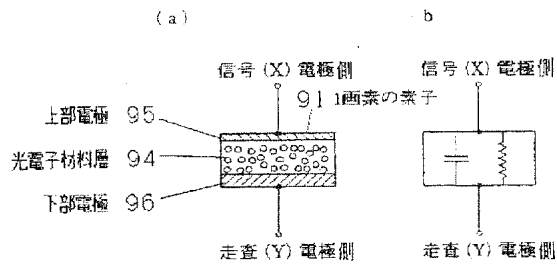 (a)
b
信号(X)電極側
信号(X)電極側
91 1画素の素子
上部電極 95
光電子材料層 94
下部電極 96
走査(Y)電極側
走査(Y)電極側